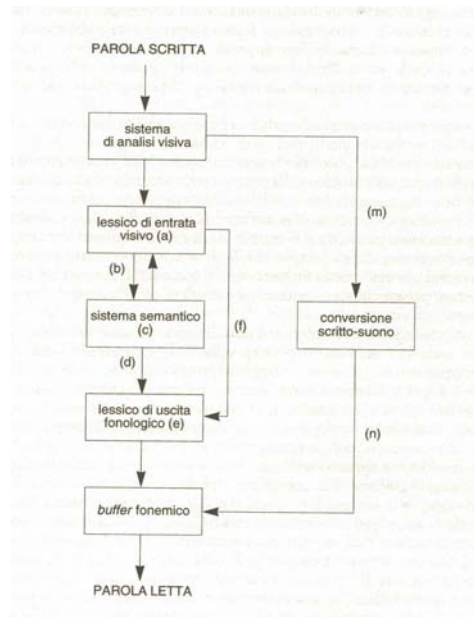 PAROLA SCRITTA
sistema
di analisi visiva
(m)
lessico di entrata
visivo (a)
(b)
(f)
sistema semantico
(c)
conversione
scritto-suono
(d)
lessico di uscita
fonologico (e)
(n)
buffer fonemico
PAROLA LETTA